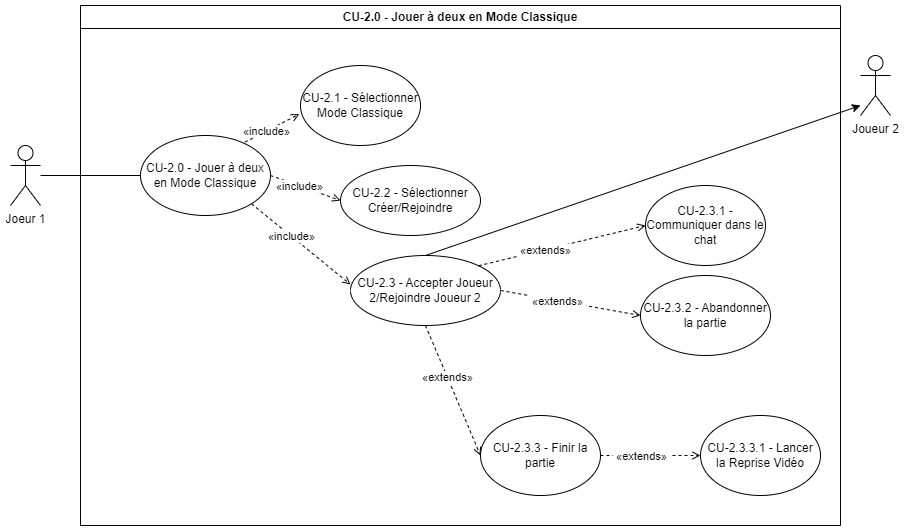 CU-2.0 - Jouer à deux en Mode Classique
CU-2.1 - Sélectionner
Mode Classique
«include»
Joueur 2
CU-2.0 - Jouer à deux
en Mode Classique
Joeur 1
«include»
CU-2.2 - Sélectionner
Créer/Rejoindre
«include»
CU-2.3.1 -
Communiquer dans le
chat
«extends»
CU-2.3 - Accepter Joueur
2/Rejoindre Joueur 2
«extends»
CU-2.3.2 - Abandonner
la partie
«extends»
CU-2.3.3 - Finir la
partie
«extends»
CU-2.3.3.1 - Lancer
la Reprise Vidéo